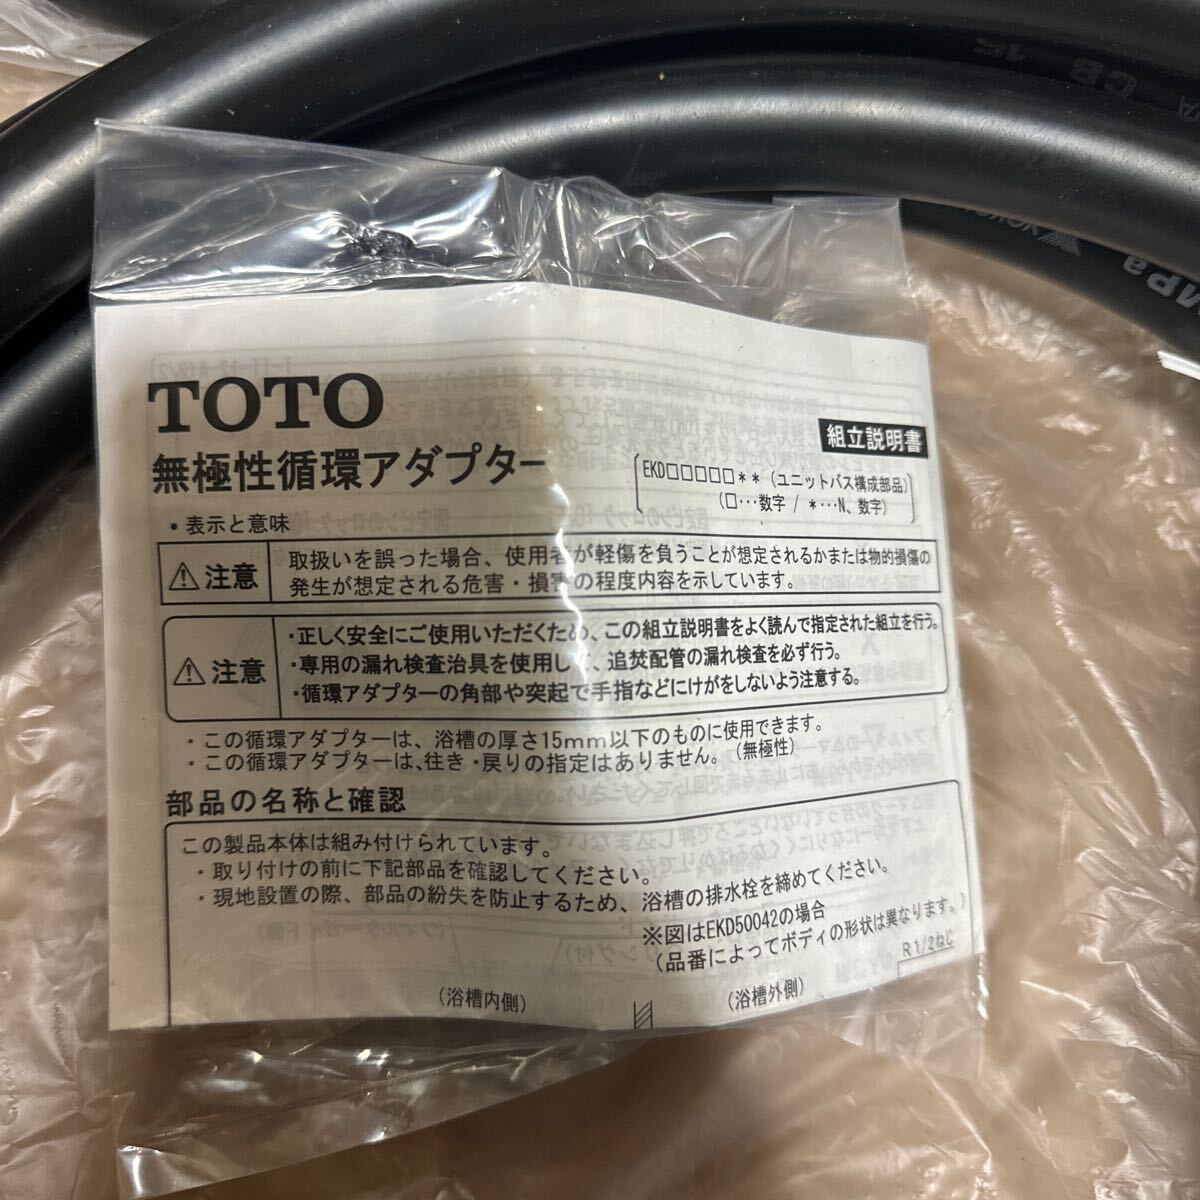 CB 15
MPa
TOTO
組立説明書
無極性循環アダプター
EKD□□□□□** (ユニットバス構成部品)
(□…数字 / *…N、数字)
・表示と意味
⚠注意
取扱いを誤った場合、使用者が軽傷を負うことが想定されるかまたは物的損傷の
発生が想定される危害・損害の程度内容を示しています。
⚠注意
・正しく安全にご使用いただくため、この組立説明書をよく読んで指定された組立を行う。
・専用の漏れ検査治具を使用して、追焚配管の漏れ検査を必ず行う。
・循環アダプターの角部や突起で手指などにけがをしないよう注意する。
・この循環アダプターは、浴槽の厚さ15mm以下のものに使用できます。
・この循環アダプターは、往き・戻りの指定はありません。(無極性)
部品の名称と確認
この製品本体は組み付けられています。
・取り付けの前に下記部品を確認してください。
・現地設置の際、部品の紛失を防止するため、浴槽の排水栓を締めてください。
※図はEKD50042の場合
(品番によってボディの形状は異なります。)
R1/2ねじ
(浴槽内側)
(浴槽外側)